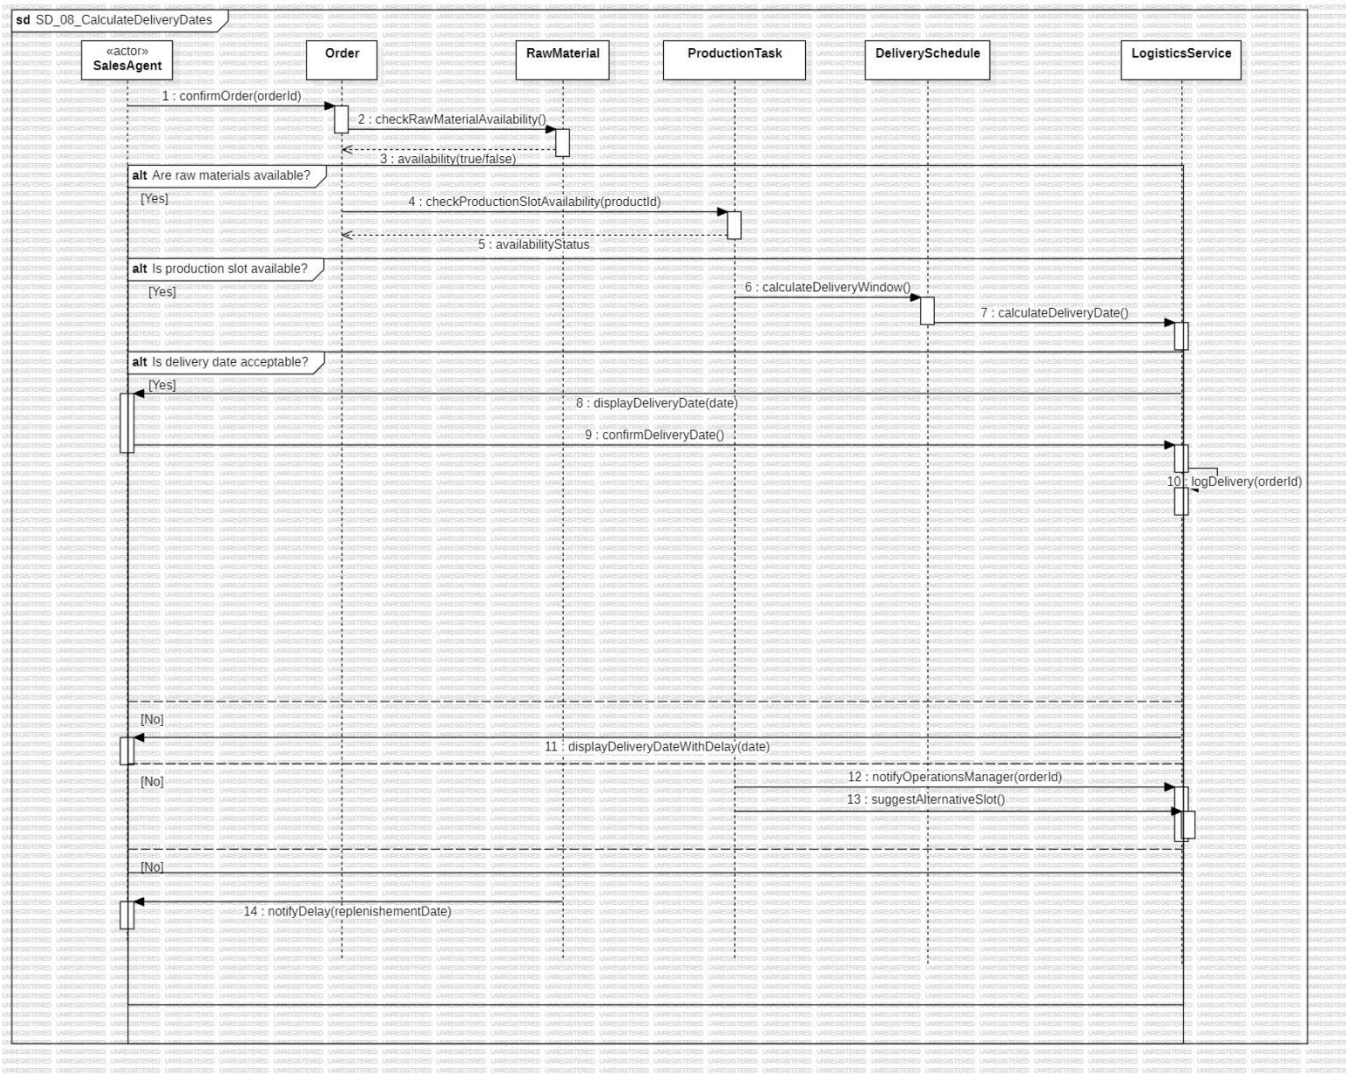 sd SD_08_CalculateDeliveryDates
«actor»
SalesAgent
Order
RawMaterial
ProductionTask
DeliverySchedule
LogisticsService
1 : confirmOrder(orderId)
2 : checkRawMaterialAvailability()
3 : availability(true/false)
alt Are raw materials available?
[Yes]
4 : checkProductionSlotAvailability(productId)
5 : availabilityStatus
alt Is production slot available?
[Yes]
6 : calculateDeliveryWindow()
7 : calculateDeliveryDate()
alt Is delivery date acceptable?
[Yes]
8 : displayDeliveryDate(date)
9 : confirmDeliveryDate()
10 : logDelivery(orderId)
[No]
11 : displayDeliveryDateWithDelay(date)
[No]
12 : notifyOperationsManager(orderId)
13 : suggestAlternativeSlot()
[No]
14 : notifyDelay(replenishementDate)
UNREGISTERED